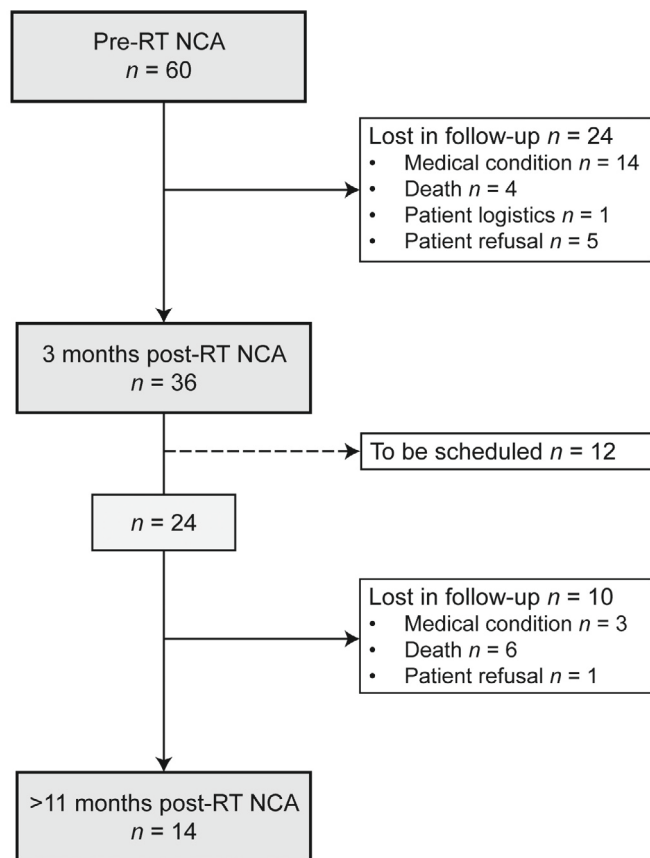 Pre-RT NCA
n = 60
Lost in follow-up n = 24
• Medical condition n = 14
• Death n = 4
• Patient logistics n = 1
• Patient refusal n = 5
3 months post-RT NCA
n = 36
To be scheduled n = 12
n = 24
Lost in follow-up n = 10
• Medical condition n = 3
• Death n = 6
• Patient refusal n = 1
>11 months post-RT NCA
n = 14